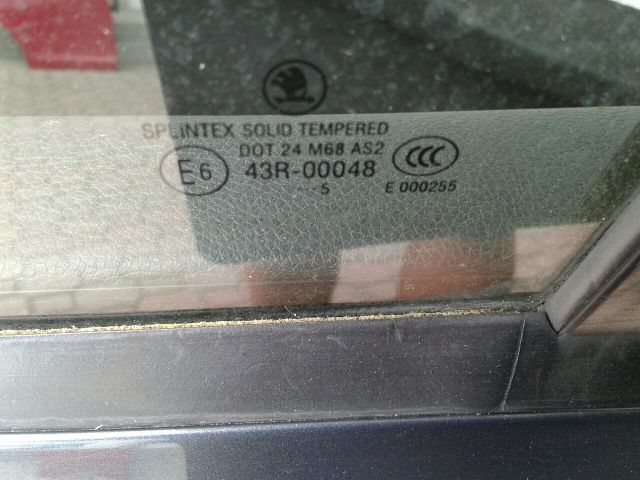 SPLINTEX SOLID TEMPERED
DOT 24 M68 AS2
E6 43R-00048 CCC
···5 E 000255